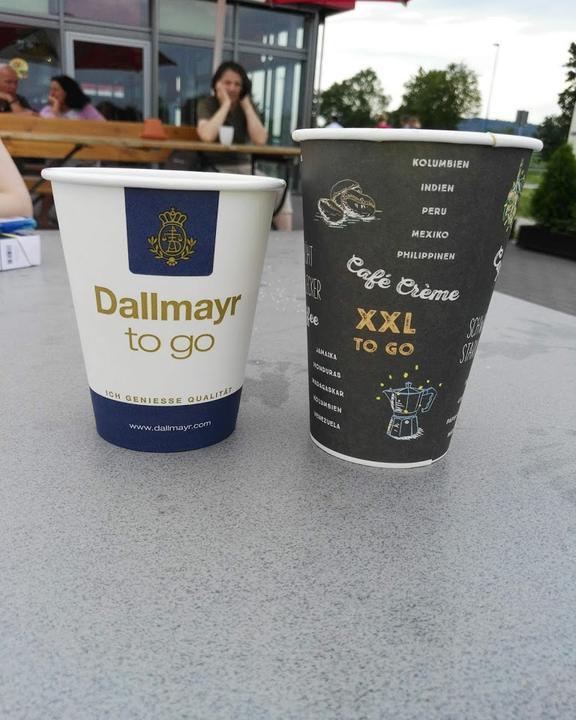 Dallmayr
to go
ICH GENIESSE QUALITÄT
www.dallmayr.com
KOLUMBIEN
INDIEN
PERU
MEXIKO
PHILIPPINEN
Café Crème
XXL
TO GO
JAMAIKA
HONDURAS
MADAGASKAR
KOLUMBIEN
VENEZUELA